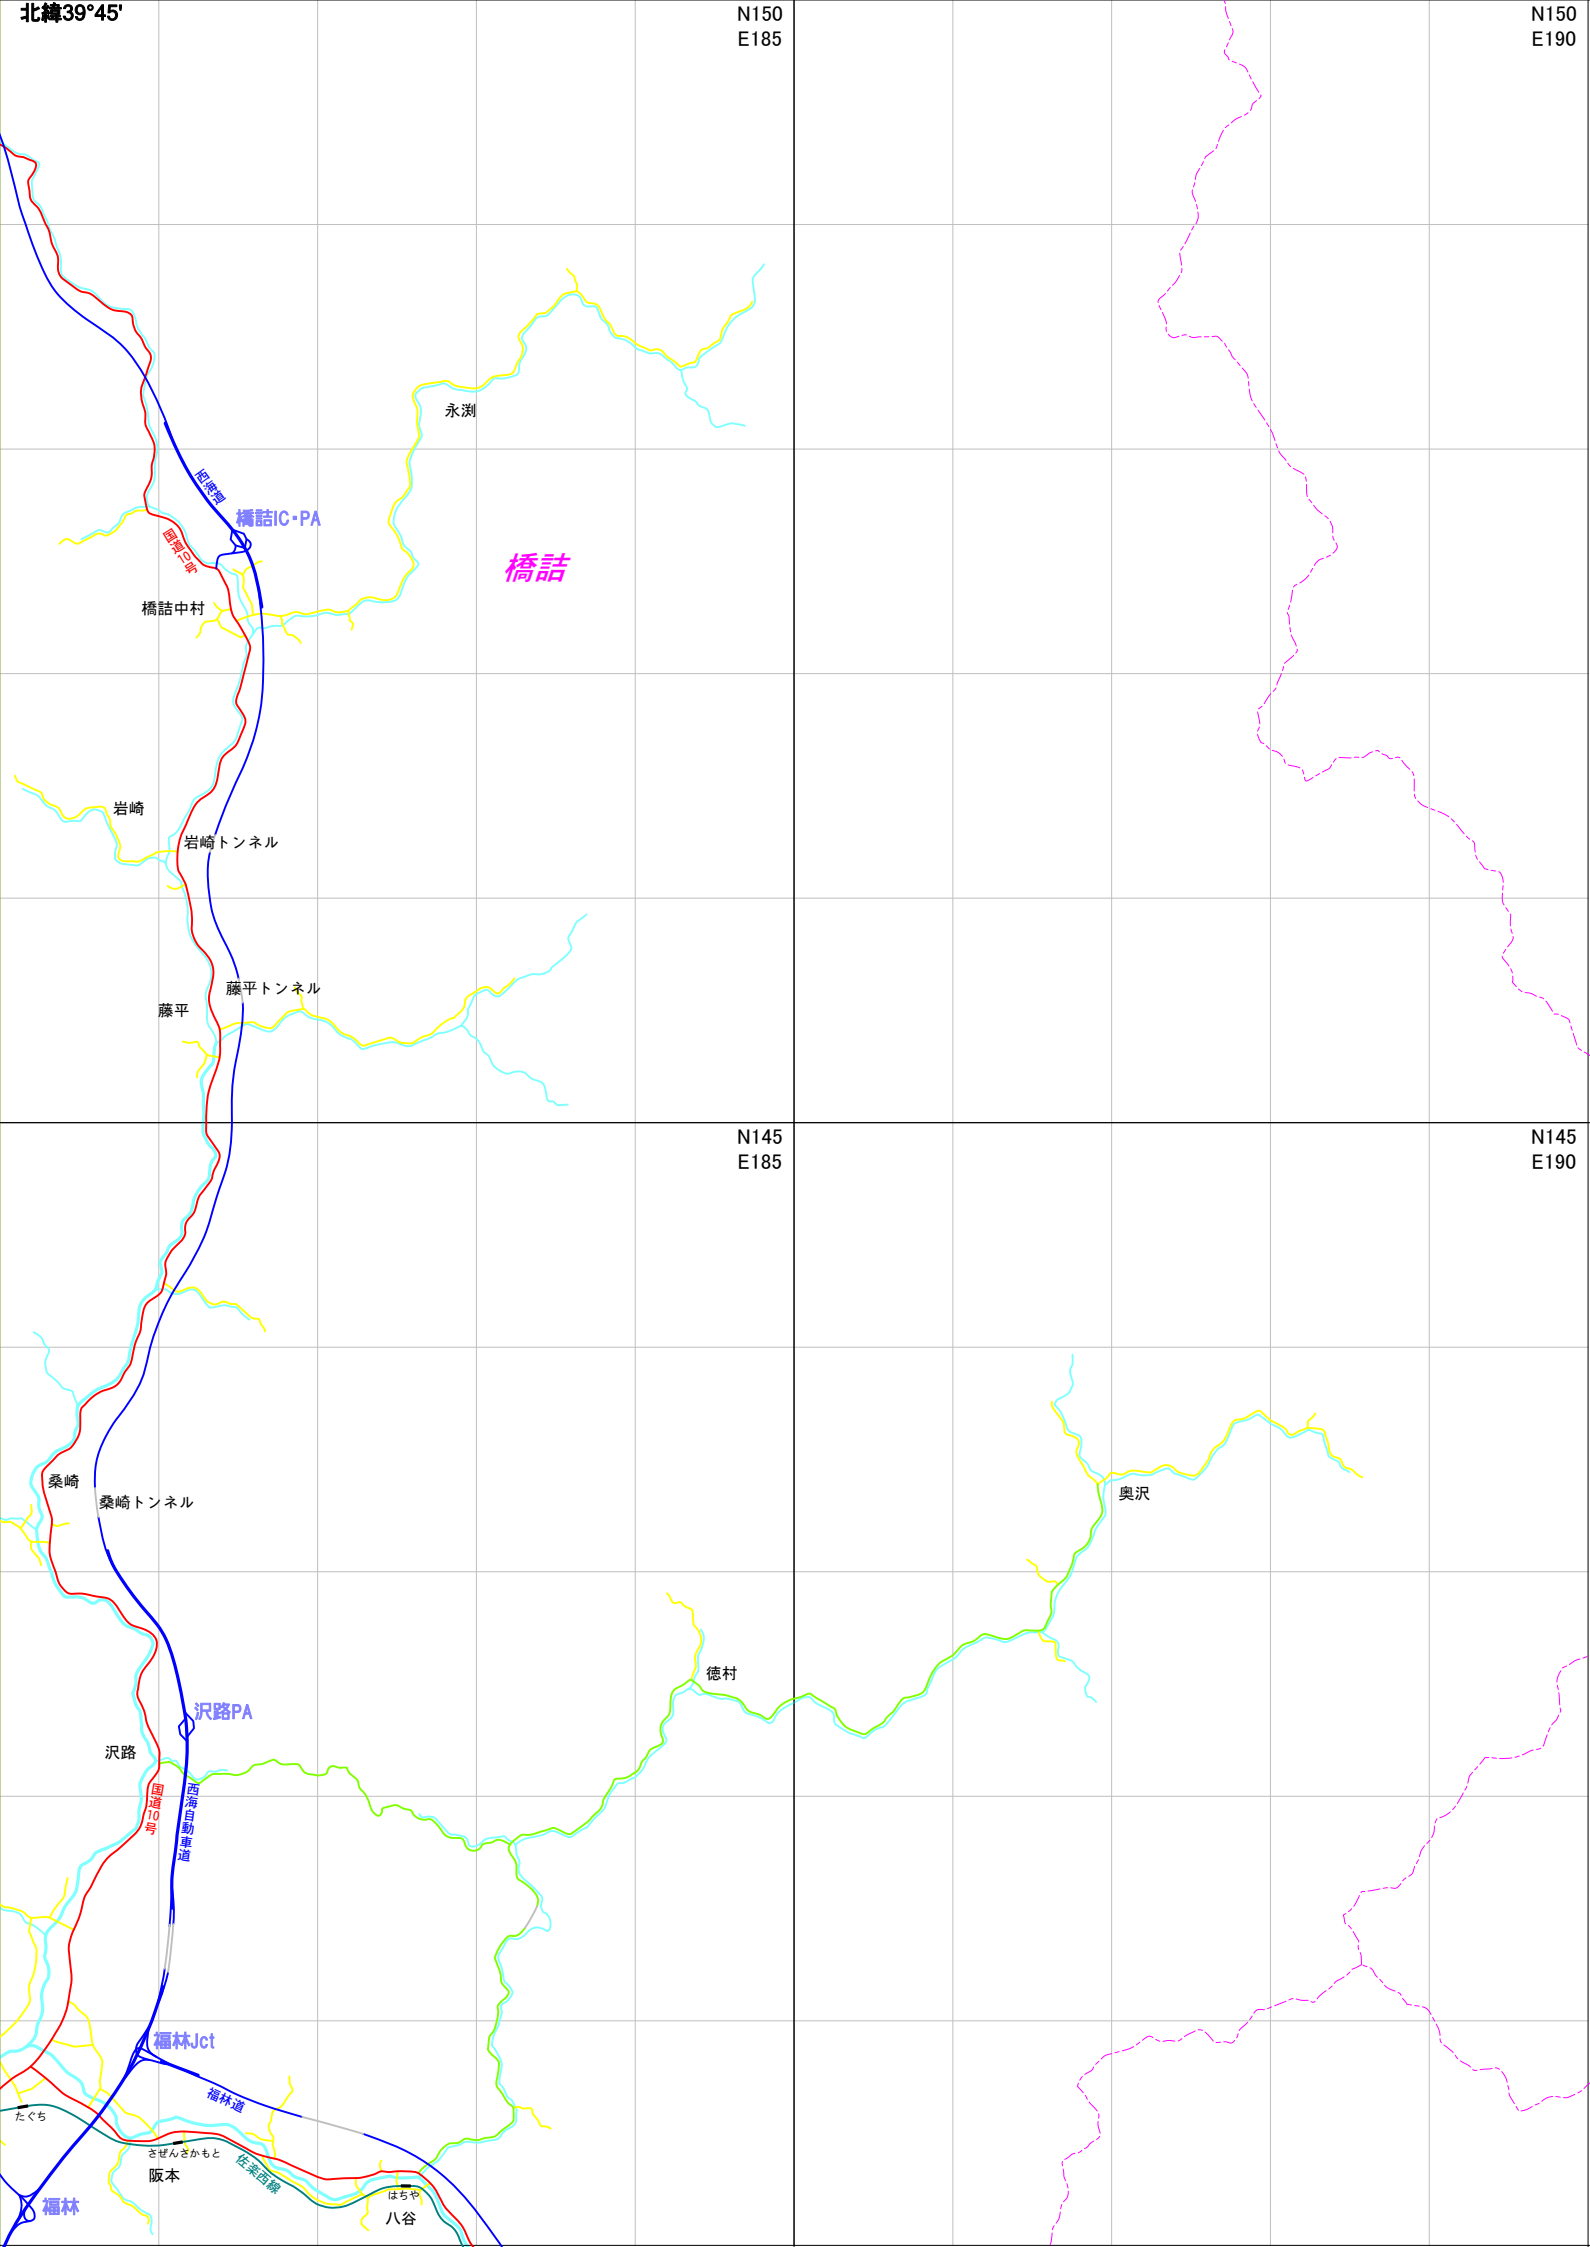 北緯39°45'
N150
E185
N150
E190
永渕
西海道
橋詰IC・PA
国道10号
橋詰
橋詰中村
岩崎
岩崎トンネル
藤平トンネル
藤平
N145
E185
N145
E190
桑崎
桑崎トンネル
奥沢
徳村
沢路PA
沢路
国道10号
西海自動車道
福林Jct
福林道
たぐち
さぜんさかもと
阪本
佐楽西線
はちや
八谷
福林